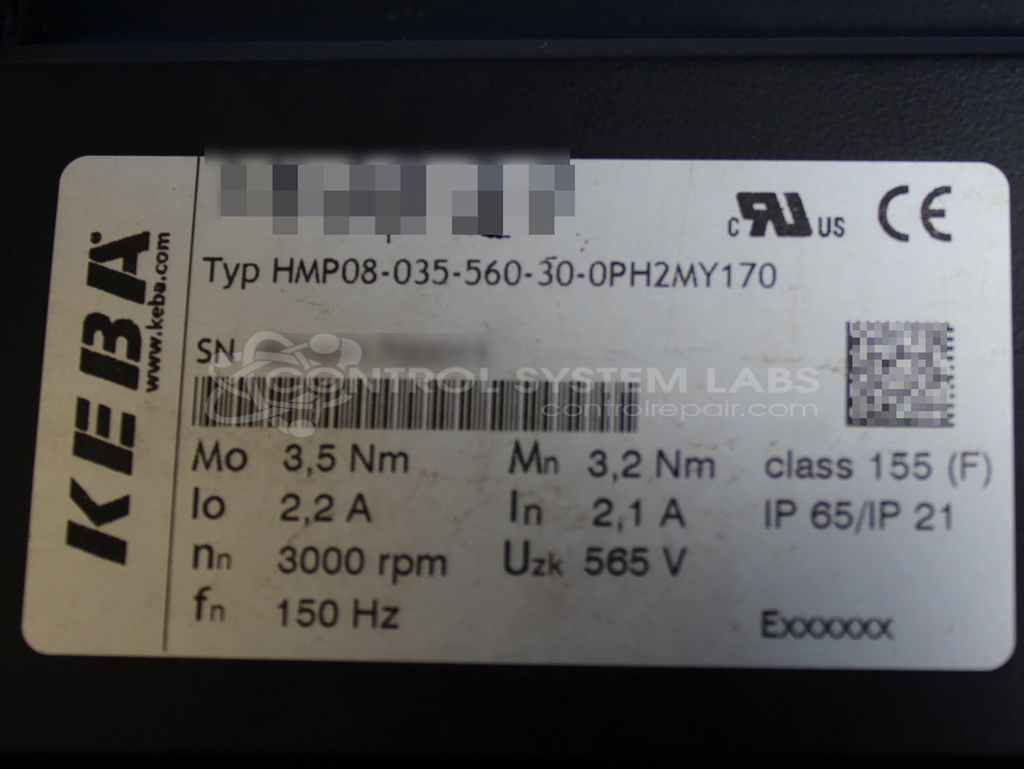 KEBA
www.keba.com
c RU US CE
Typ HMP08-035-560-30-0PH2MY170
SN
CONTROL SYSTEM LABS
controlrepair.com
Mo 3,5 Nm Mn 3,2 Nm class 155 (F)
Io 2,2 A In 2,1 A IP 65/IP 21
nn 3000 rpm Uzk 565 V
fn 150 Hz Exxxxxxx